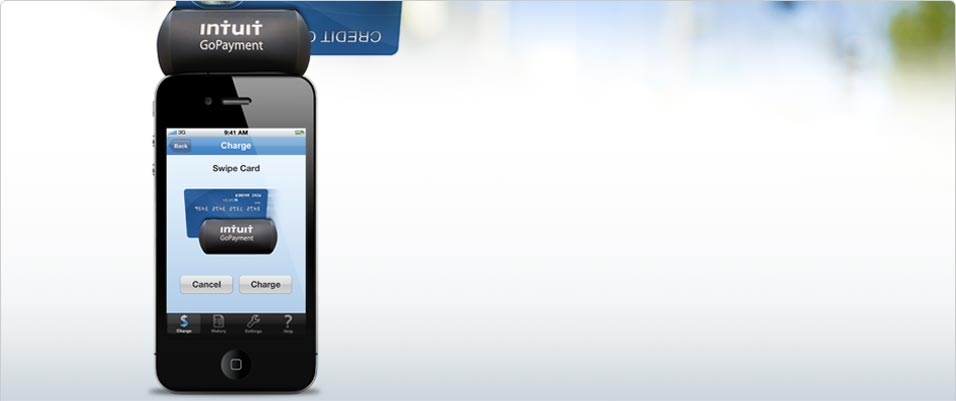 intuit
GoPayment
CREDIT C
3G
9:41 AM
Back
Charge
Swipe Card
intuit
GoPayment
Cancel
Charge
$
Charge
History
Settings
?
Help